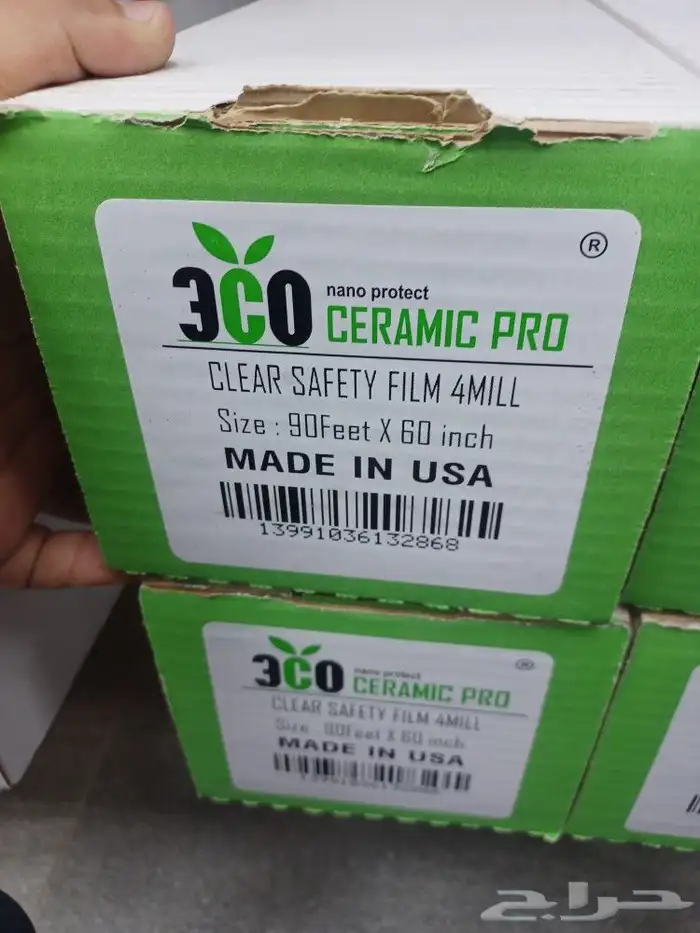 ®
3CO nano protect
CERAMIC PRO
CLEAR SAFETY FILM 4MILL
Size : 90Feet X 60 inch
MADE IN USA
13991036132868
®
3CO nano protect
CERAMIC PRO
CLEAR SAFETY FILM 4MILL
Size : 90Feet X 60 inch
MADE IN USA
حراج